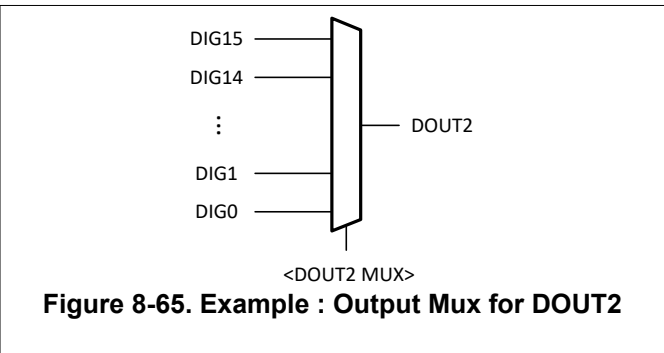 DIG15
DIG14
⋮
DOUT2
DIG1
DIG0
<DOUT2 MUX>
Figure 8-65. Example : Output Mux for DOUT2